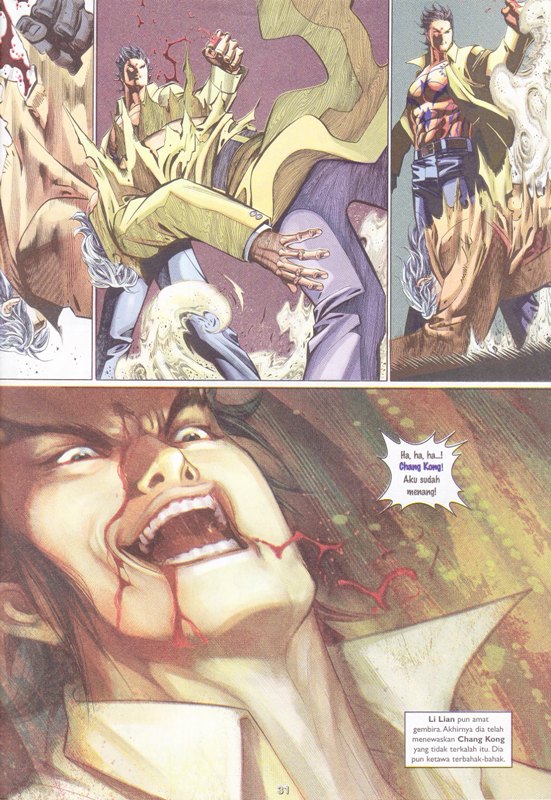 Ha, ha, ha...!
Chang Kong!
Aku sudah
menang!
Li Lian pun amat
gembira. Akhirnya dia telah
menewaskan Chang Kong
yang tidak terkalah itu. Dia
pun ketawa terbahak-bahak.
31